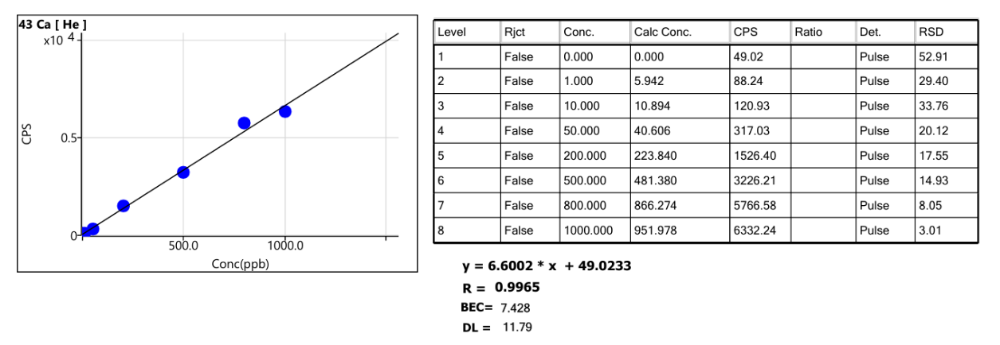 43 Ca [ He ]
x10 4
CPS
0.5
0
500.0 1000.0
Conc(ppb)
Level Rjct Conc. Calc Conc. CPS Ratio Det. RSD
1 False 0.000 0.000 49.02 Pulse 52.91
2 False 1.000 5.942 88.24 Pulse 29.40
3 False 10.000 10.894 120.93 Pulse 33.76
4 False 50.000 40.606 317.03 Pulse 20.12
5 False 200.000 223.840 1526.40 Pulse 17.55
6 False 500.000 481.380 3226.21 Pulse 14.93
7 False 800.000 866.274 5766.58 Pulse 8.05
8 False 1000.000 951.978 6332.24 Pulse 3.01
y = 6.6002 * x + 49.0233
R = 0.9965
BEC= 7.428
DL = 11.79